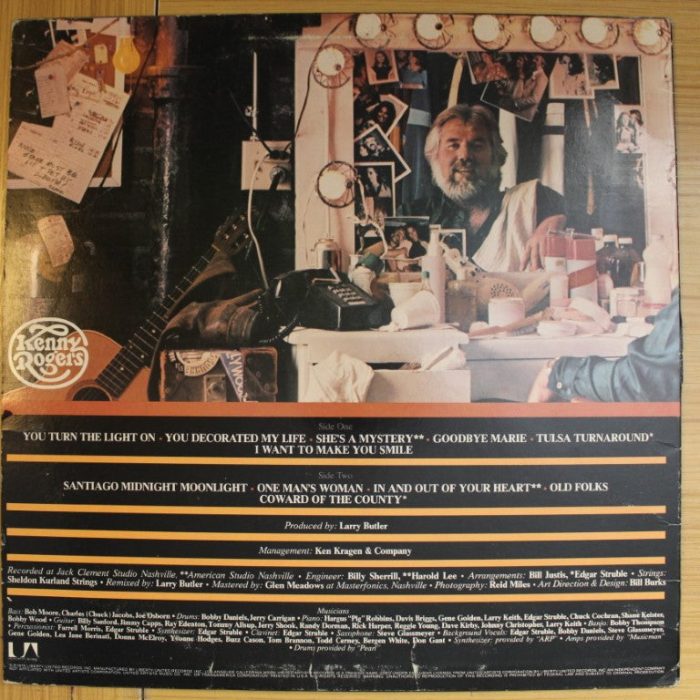 Kenny
Rogers
Side One
YOU TURN THE LIGHT ON • YOU DECORATED MY LIFE • SHE'S A MYSTERY** • GOODBYE MARIE • TULSA TURNAROUND*
I WANT TO MAKE YOU SMILE
Side Two
SANTIAGO MIDNIGHT MOONLIGHT • ONE MAN'S WOMAN • IN AND OUT OF YOUR HEART** • OLD FOLKS
COWARD OF THE COUNTY*
Produced by: Larry Butler
Management: Ken Kragen & Company
Recorded at Jack Clement Studio Nashville, **American Studio Nashville • Engineer: Billy Sherrill, **Harold Lee • Arrangements: Bill Justis, *Edgar Struble • Strings:
Sheldon Kurland Strings • Remixed by: Larry Butler • Mastered by: Glen Meadows at Masterfonics, Nashville • Photography: Reid Miles • Art Direction & Design: Bill Burks
Musicians
Bass: Bob Moore, Charles (Chuck) Jacobs, Joe Osborn • Drums: Bobby Daniels, Jerry Carrigan • Piano: Hargus "Pig" Robbins, Davis Briggs, Gene Golden, Larry Keith, Edgar Struble, Chuck Cochran, Shane Keister,
Bobby Wood • Guitar: Billy Sanford, Jimmy Capps, Ray Edenton, Tommy Allsup, Jerry Shook, Randy Dorman, Rick Harper, Reggie Young, Dave Kirby, Johnny Christopher, Larry Keith • Banjo: Bobby Thompson
• Percussion: Farrell Morris, Edgar Struble • Synthesizer: Edgar Struble • Clavinet: Edgar Struble • Saxophone: Steve Glassmeyer • Background Vocals: Edgar Struble, Bobby Daniels, Steve Glassmeyer,
Gene Golden, Lea Jane Berinati, Donna McElroy, Yvonne Hodges, Buzz Cason, Tom Brannon, Todd Cerney, Bergen White, Don Gant • Synthesizer: provided by "ARP" • Amps provided by "Musicman"
• Drums provided by "Pearl"